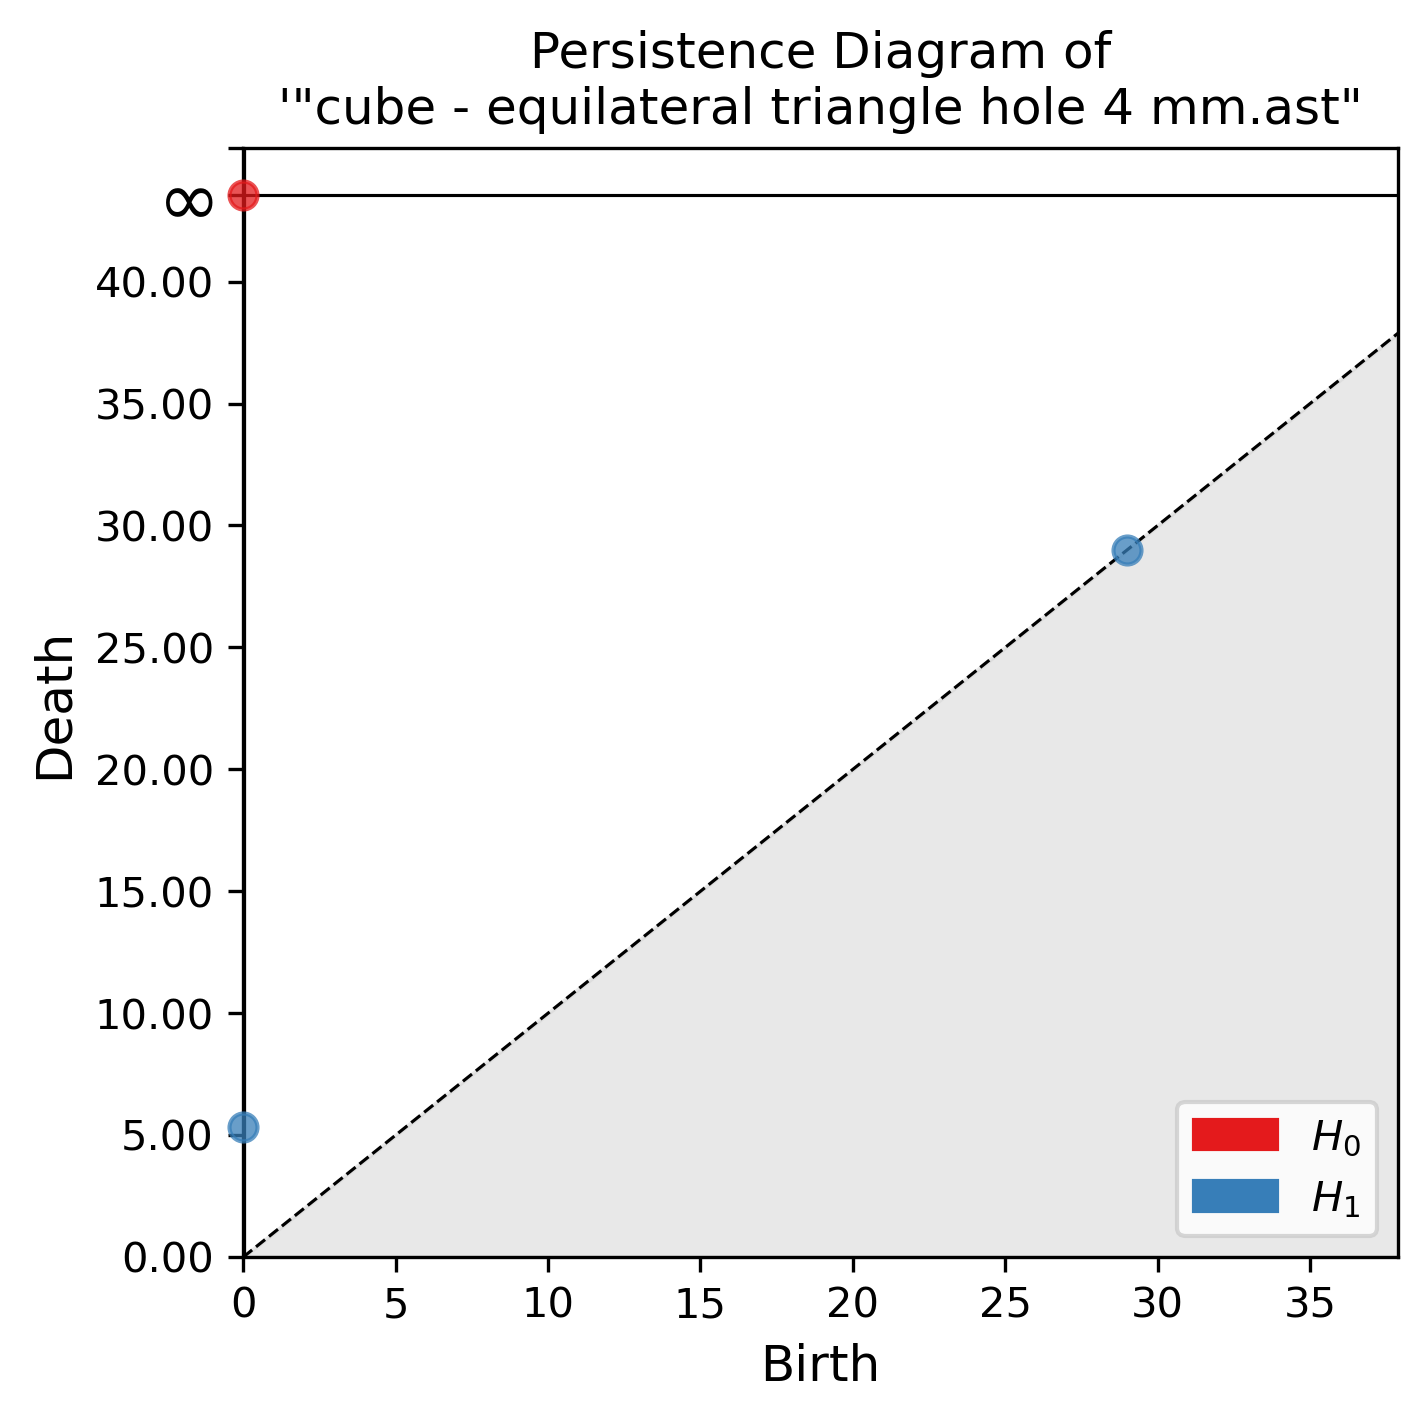 Persistence Diagram of
'"cube - equilateral triangle hole 4 mm.ast"
∞
40.00
35.00
30.00
25.00
20.00
15.00
10.00
5.00
0.00
Death
0 5 10 15 20 25 30 35
Birth
H₀
H₁